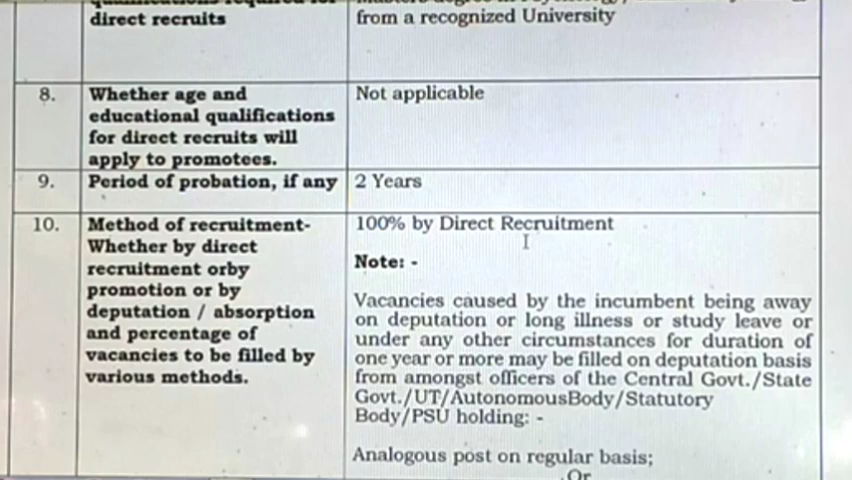 direct recruits
from a recognized University
8.
Whether age and
educational qualifications
for direct recruits will
apply to promotees.
Not applicable
9.
Period of probation, if any
2 Years
10.
Method of recruitment-
Whether by direct
recruitment orby
promotion or by
deputation / absorption
and percentage of
vacancies to be filled by
various methods.
100% by Direct Recruitment
Note: -
Vacancies caused by the incumbent being away
on deputation or long illness or study leave or
under any other circumstances for duration of
one year or more may be filled on deputation basis
from amongst officers of the Central Govt./State
Govt./UT/AutonomousBody/Statutory
Body/PSU holding: -
Analogous post on regular basis;
Or